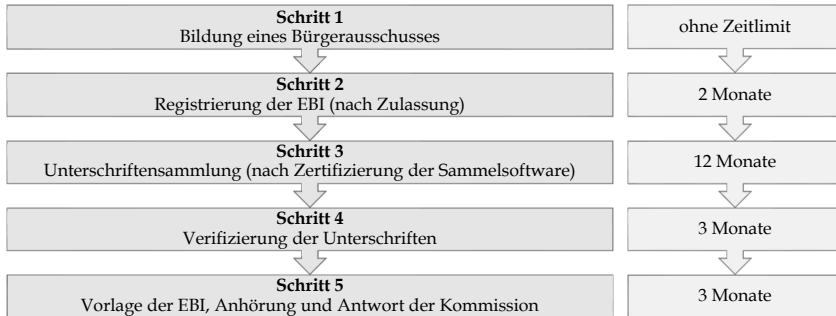 Schritt 1
Bildung eines Bürgerausschusses
ohne Zeitlimit
Schritt 2
Registrierung der EBI (nach Zulassung)
2 Monate
Schritt 3
Unterschriftensammlung (nach Zertifizierung der Sammelsoftware)
12 Monate
Schritt 4
Verifizierung der Unterschriften
3 Monate
Schritt 5
Vorlage der EBI, Anhörung und Antwort der Kommission
3 Monate